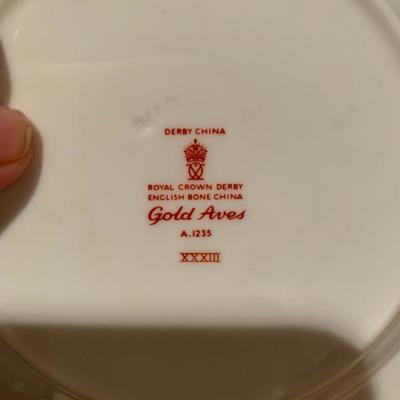 DERBY CHINA
ROYAL CROWN DERBY
ENGLISH BONE CHINA
Gold Aves
A.1235
XXXIII